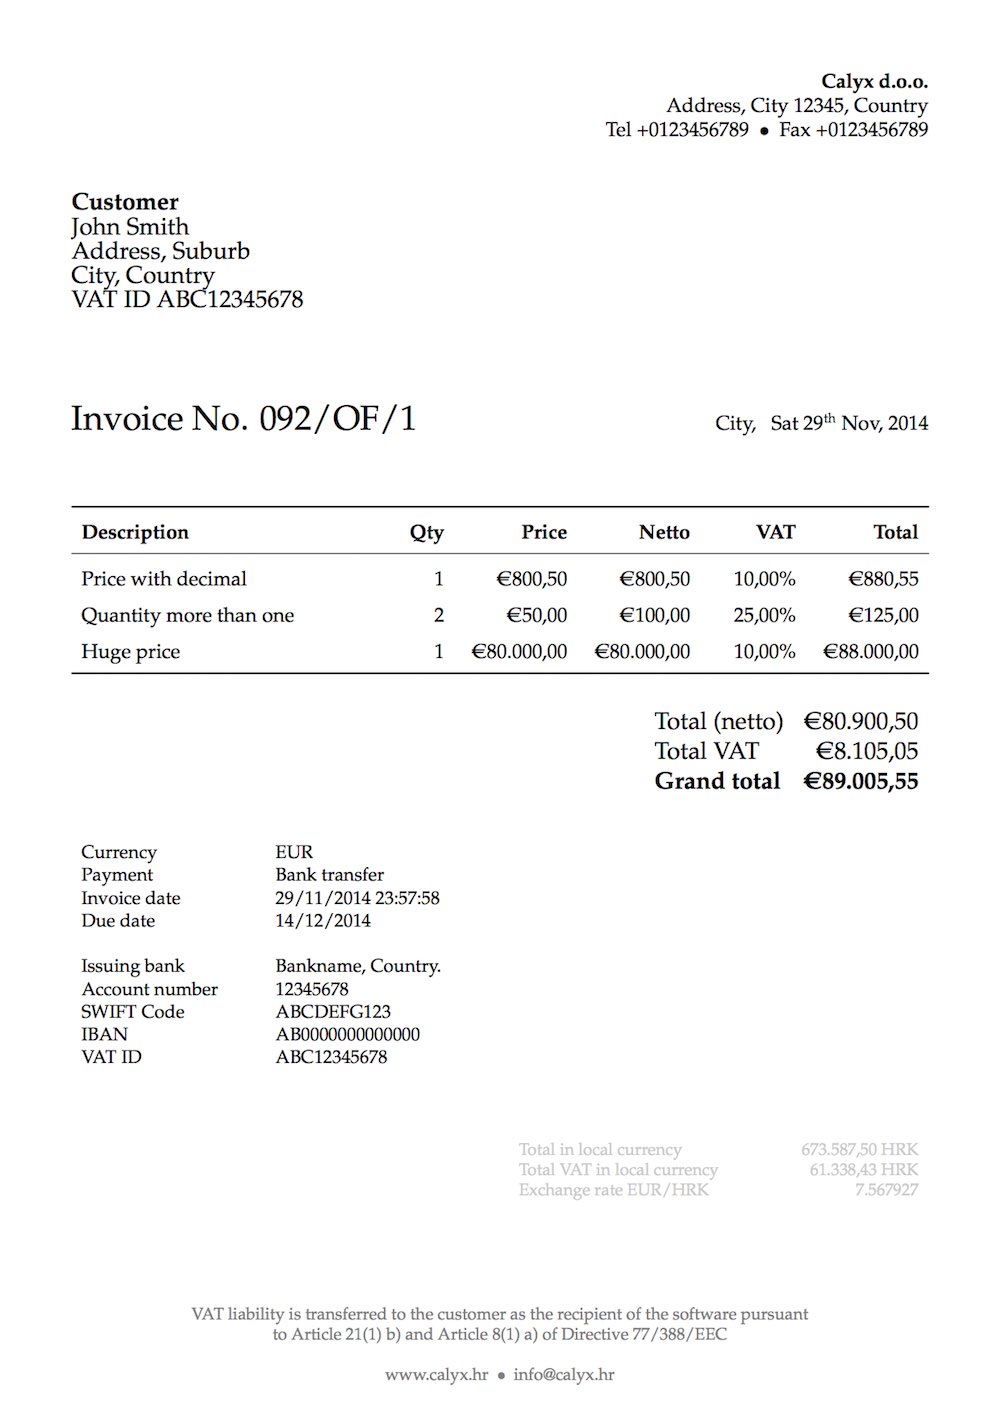 Calyx d.o.o.
Address, City 12345, Country
Tel +0123456789 ● Fax +0123456789
Customer
John Smith
Address, Suburb
City, Country
VAT ID ABC12345678
Invoice No. 092/OF/1
City, Sat 29th Nov, 2014
Description Qty Price Netto VAT Total
Price with decimal 1 €800,50 €800,50 10,00% €880,55
Quantity more than one 2 €50,00 €100,00 25,00% €125,00
Huge price 1 €80.000,00 €80.000,00 10,00% €88.000,00
Total (netto) €80.900,50
Total VAT €8.105,05
Grand total €89.005,55
Currency EUR
Payment Bank transfer
Invoice date 29/11/2014 23:57:58
Due date 14/12/2014
Issuing bank Bankname, Country.
Account number 12345678
SWIFT Code ABCDEFG123
IBAN AB0000000000000
VAT ID ABC12345678
Total in local currency 673.587,50 HRK
Total VAT in local currency 61.338,43 HRK
Exchange rate EUR/HRK 7.567927
VAT liability is transferred to the customer as the recipient of the software pursuant
to Article 21(1) b) and Article 8(1) a) of Directive 77/388/EEC
www.calyx.hr ● info@calyx.hr